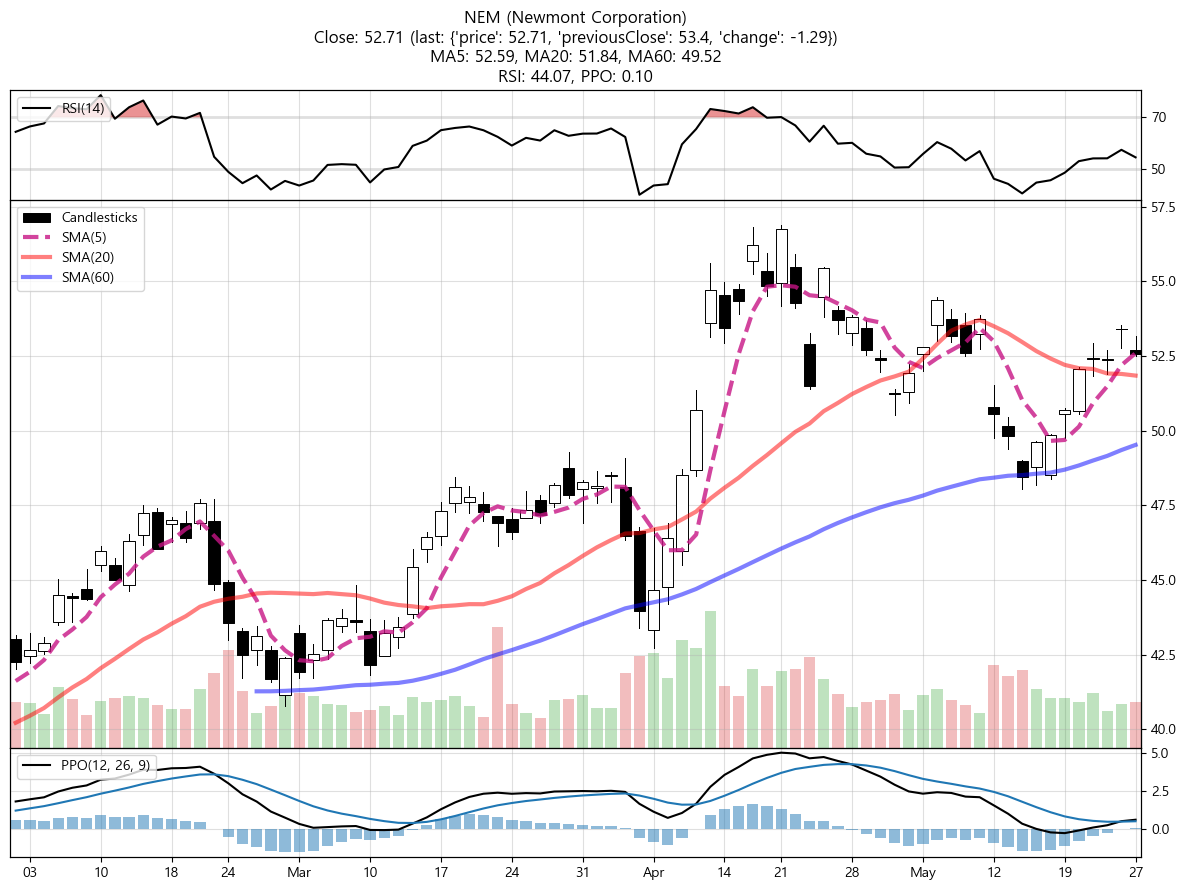 NEM (Newmont Corporation)
Close: 52.71 (last: {'price': 52.71, 'previousClose': 53.4, 'change': -1.29})
MA5: 52.59, MA20: 51.84, MA60: 49.52
RSI: 44.07, PPO: 0.10
RSI(14)
70
50
Candlesticks
SMA(5)
SMA(20)
SMA(60)
57.5
55.0
52.5
50.0
47.5
45.0
42.5
40.0
PPO(12, 26, 9)
5.0
2.5
0.0
03 10 18 24 Mar 10 17 24 31 Apr 14 21 28 May 12 19 27